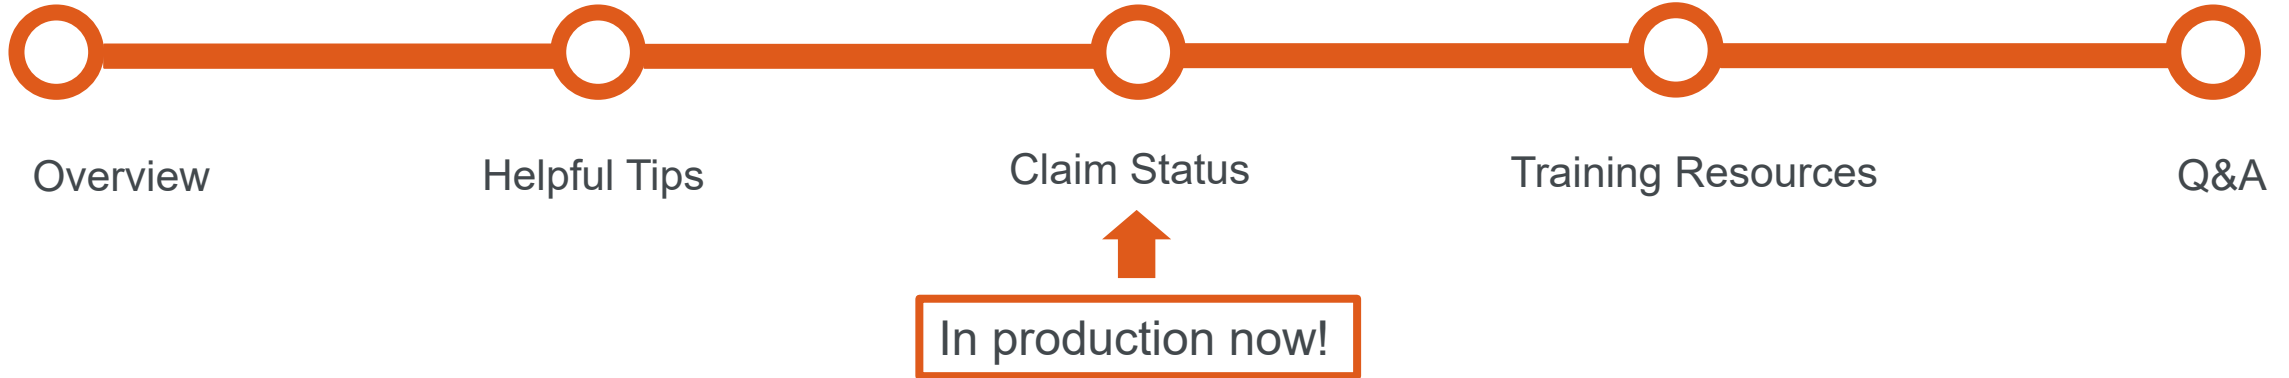 Overview
Helpful Tips
Claim Status
Training Resources
Q&A
In production now!